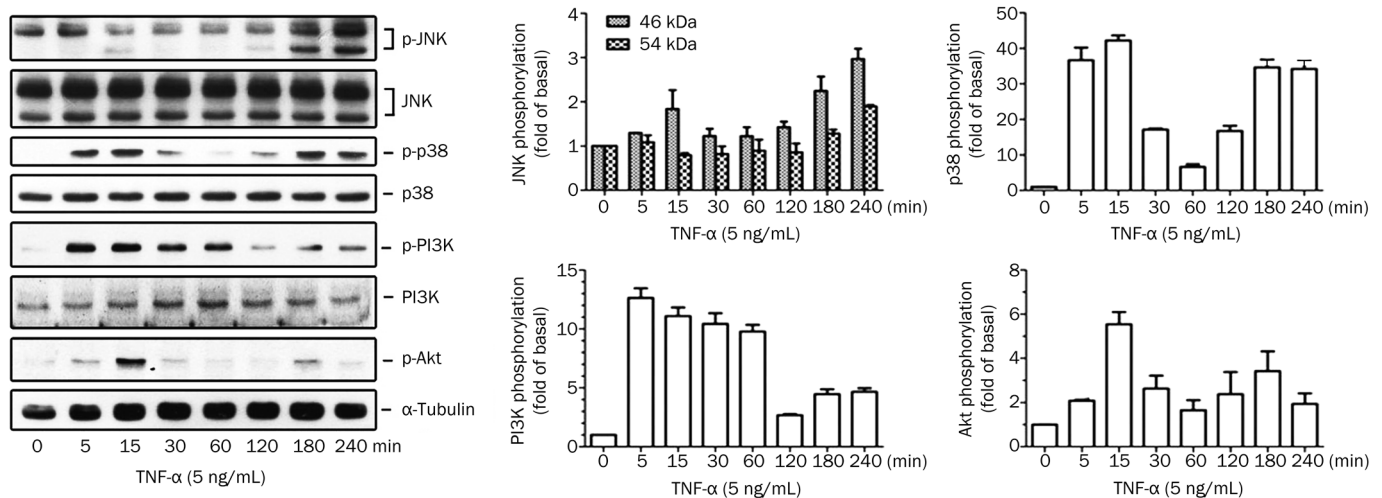 p-JNK
JNK
p-p38
p38
p-PI3K
PI3K
p-Akt
α-Tubulin
0 5 15 30 60 120 180 240 min
TNF-α (5 ng/mL)
JNK phosphorylation
(fold of basal)
4
3
2
1
0
46 kDa
54 kDa
0 5 15 30 60 120 180 240 (min)
TNF-α (5 ng/mL)
p38 phosphorylation
(fold of basal)
50
40
30
20
10
0
0 5 15 30 60 120 180 240 (min)
TNF-α (5 ng/mL)
PI3K phosphorylation
(fold of basal)
15
10
5
0
0 5 15 30 60 120 180 240 (min)
TNF-α (5 ng/mL)
Akt phosphorylation
(fold of basal)
8
6
4
2
0
0 5 15 30 60 120 180 240 (min)
TNF-α (5 ng/mL)